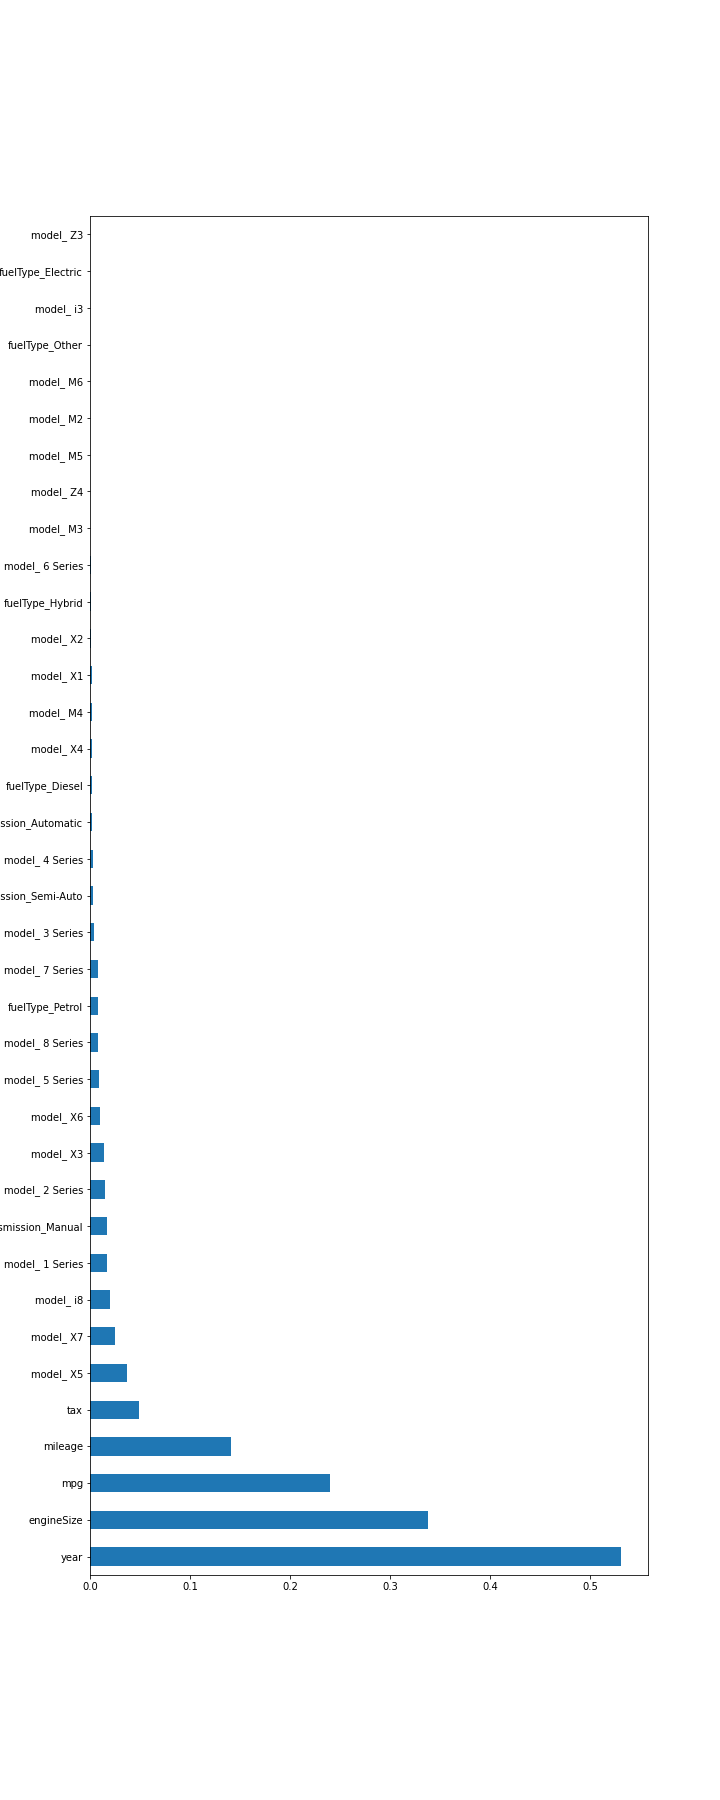 model_ Z3
fuelType_Electric
model_ i3
fuelType_Other
model_ M6
model_ M2
model_ M5
model_ Z4
model_ M3
model_ 6 Series
fuelType_Hybrid
model_ X2
model_ X1
model_ M4
model_ X4
fuelType_Diesel
ssion_Automatic
model_ 4 Series
ssion_Semi-Auto
model_ 3 Series
model_ 7 Series
fuelType_Petrol
model_ 8 Series
model_ 5 Series
model_ X6
model_ X3
model_ 2 Series
smission_Manual
model_ 1 Series
model_ i8
model_ X7
model_ X5
tax
mileage
mpg
engineSize
year
0.0 0.1 0.2 0.3 0.4 0.5